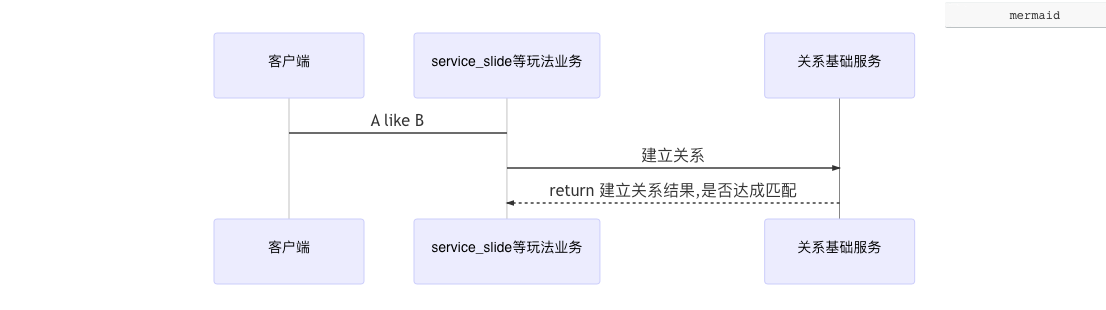 mermaid
客户端
service_slide等玩法业务
关系基础服务
A like B
建立关系
return 建立关系结果,是否达成匹配
客户端
service_slide等玩法业务
关系基础服务